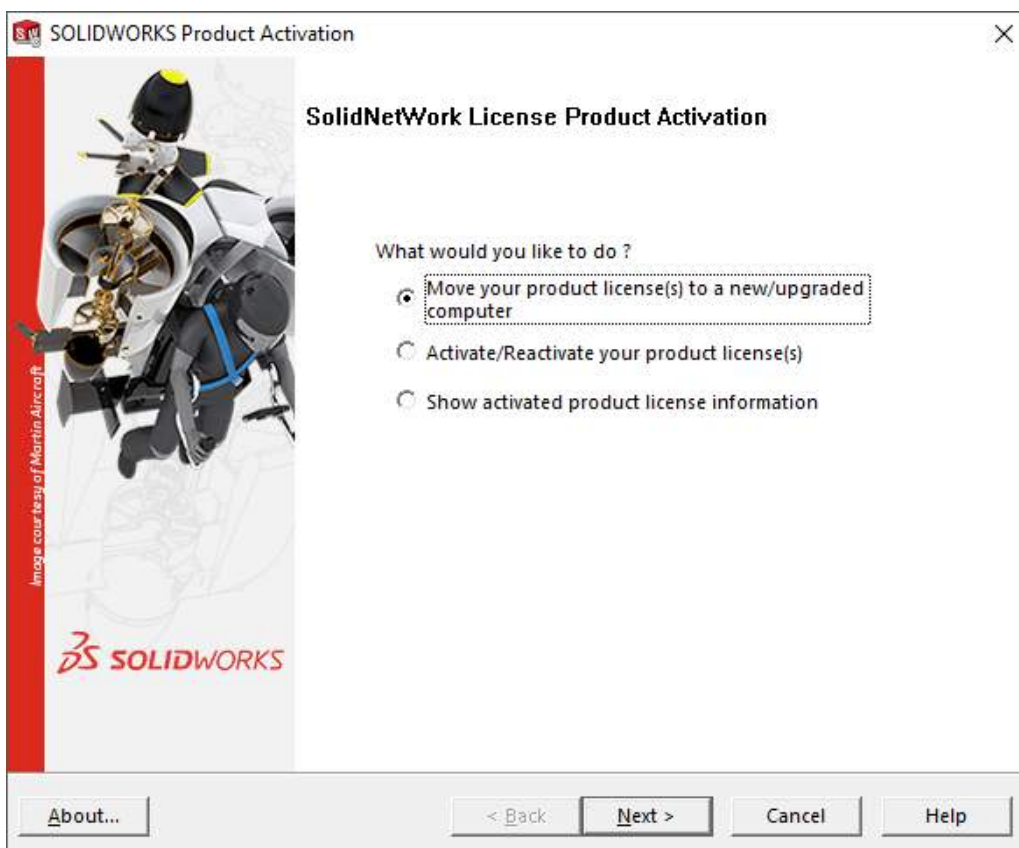 SOLIDWORKS Product Activation
SolidNetWork License Product Activation
What would you like to do ?
Move your product license(s) to a new/upgraded
computer
Activate/Reactivate your product license(s)
Show activated product license information
Image courtesy of Martin Aircraft
SOLIDWORKS
About...
< Back
Next >
Cancel
Help